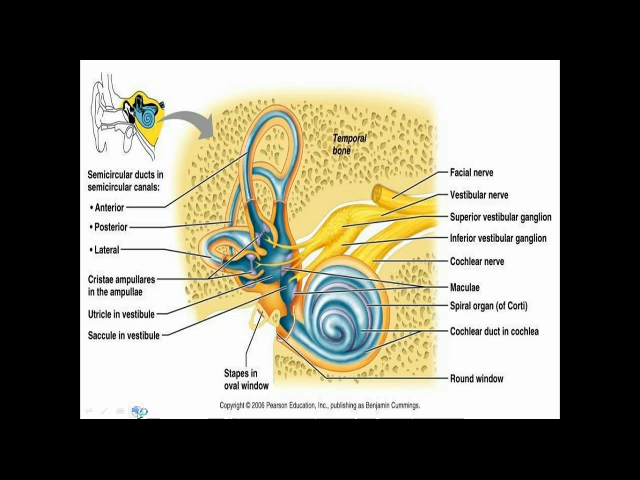 Temporal
bone
Semicircular ducts in
semicircular canals:
• Anterior
• Posterior
• Lateral
Cristae ampullares
in the ampullae
Utricle in vestibule
Saccule in vestibule
Stapes in
oval window
Facial nerve
Vestibular nerve
Superior vestibular ganglion
Inferior vestibular ganglion
Cochlear nerve
Maculae
Spiral organ (of Corti)
Cochlear duct in cochlea
Round window
Copyright © 2006 Pearson Education, Inc., publishing as Benjamin Cummings.